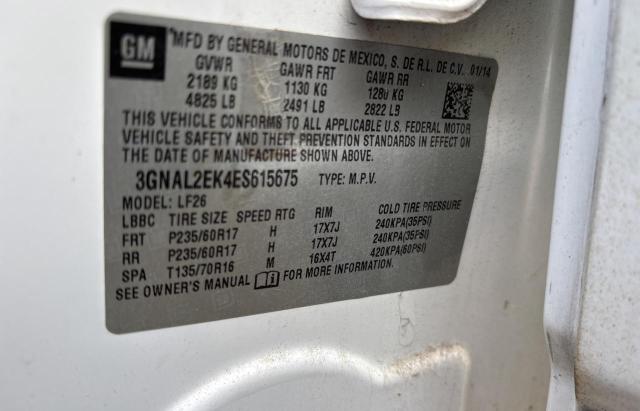 GM MFD BY GENERAL MOTORS DE MEXICO, S. DE R.L. DE C.V. 01/14
GVWR GAWR FRT GAWR RR
2189 KG 1130 KG 1280 KG
4825 LB 2491 LB 2822 LB
THIS VEHICLE CONFORMS TO ALL APPLICABLE U.S. FEDERAL MOTOR
VEHICLE SAFETY AND THEFT PREVENTION STANDARDS IN EFFECT ON
THE DATE OF MANUFACTURE SHOWN ABOVE.
3GNAL2EK4ES615675 TYPE: M.P.V.
MODEL: LF26
LBBC TIRE SIZE SPEED RTG RIM COLD TIRE PRESSURE
FRT P235/60R17 H 17X7J 240KPA(35PSI)
RR P235/60R17 H 17X7J 240KPA(35PSI)
SPA T135/70R16 M 16X4T 420KPA(60PSI)
SEE OWNER'S MANUAL FOR MORE INFORMATION.